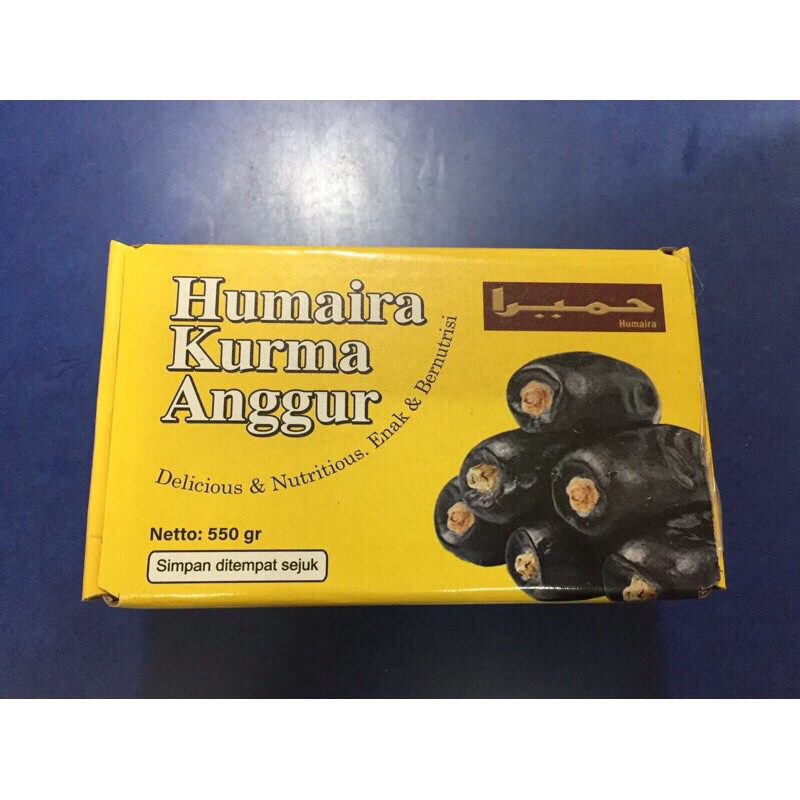 Humaira
Kurma
Anggur
Delicious & Nutritious. Enak & Bernutrisi
حميرا
Humaira
Netto: 550 gr
Simpan ditempat sejuk